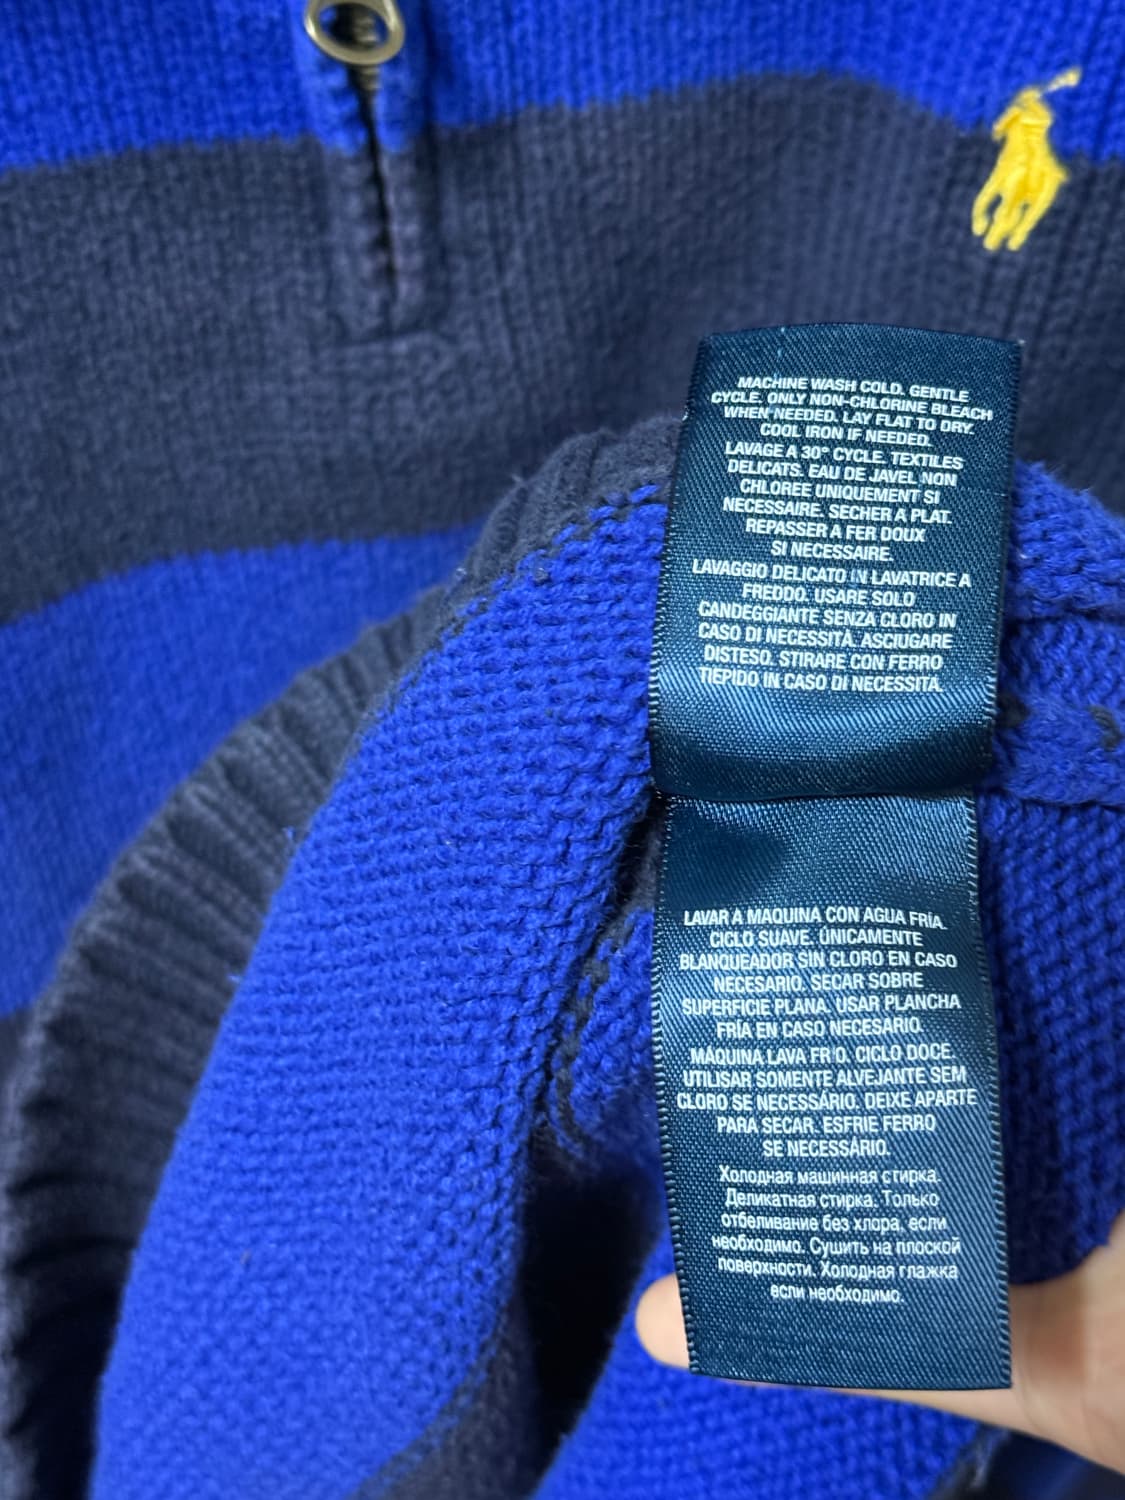 MACHINE WASH COLD. GENTLE
CYCLE. ONLY NON-CHLORINE BLEACH
WHEN NEEDED. LAY FLAT TO DRY.
COOL IRON IF NEEDED.
LAVAGE A 30° CYCLE. TEXTILES
DELICATS. EAU DE JAVEL NON
CHLOREE UNIQUEMENT SI
NECESSAIRE. SECHER A PLAT.
REPASSER A FER DOUX
SI NECESSAIRE.
LAVAGGIO DELICATO IN LAVATRICE A
FREDDO. USARE SOLO
CANDEGGIANTE SENZA CLORO IN
CASO DI NECESSITÀ. ASCIUGARE
DISTESO. STIRARE CON FERRO
TIEPIDO IN CASO DI NECESSITÀ.
LAVAR A MAQUINA CON AGUA FRÍA.
CICLO SUAVE. ÚNICAMENTE
BLANQUEADOR SIN CLORO EN CASO
NECESARIO. SECAR SOBRE
SUPERFICIE PLANA. USAR PLANCHA
FRÍA EN CASO NECESARIO.
MÁQUINA LAVA FRIO. CICLO DOCE.
UTILISAR SOMENTE ALVEJANTE SEM
CLORO SE NECESSÁRIO. DEIXE APARTE
PARA SECAR. ESFRIE FERRO
SE NECESSÁRIO.
Холодная машинная стирка.
Деликатная стирка. Только
отбеливание без хлора, если
необходимо. Сушить на плоской
поверхности. Холодная глажка
если необходимо.